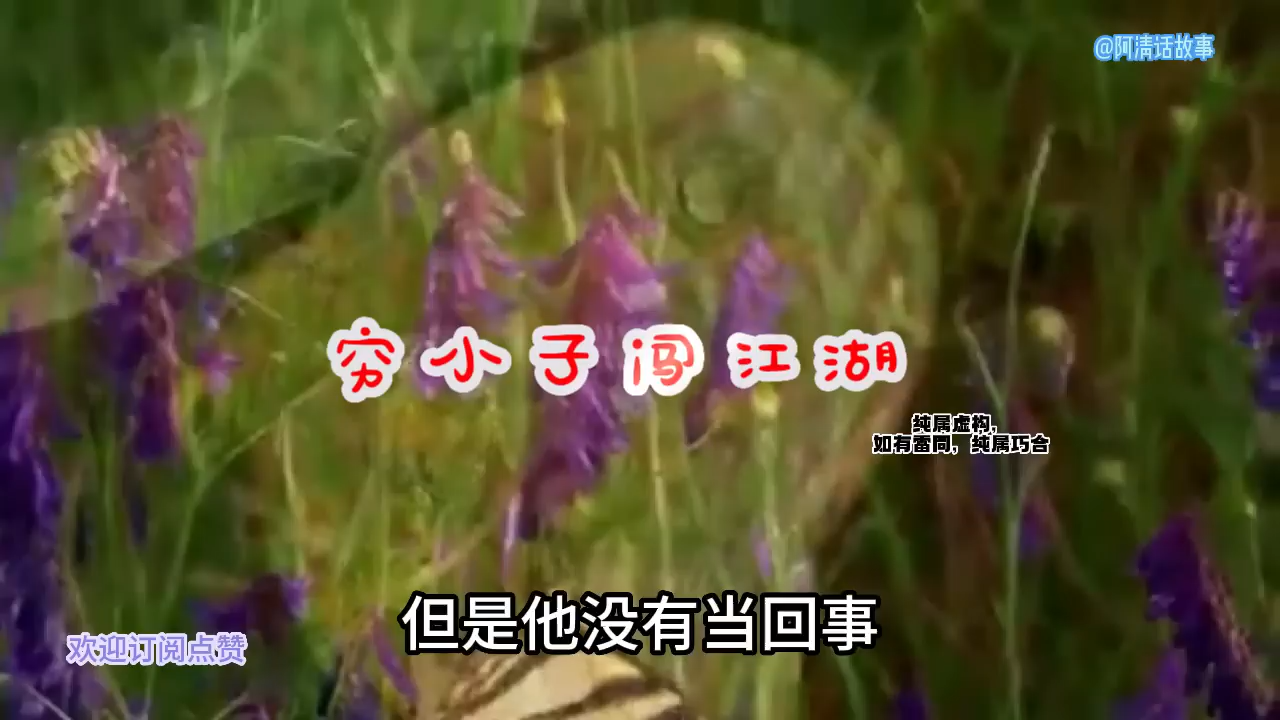 @阿清话故事
穷小子闯江湖
纯属虚构，
如有雷同，纯属巧合
但是他没有当回事
欢迎订阅点赞